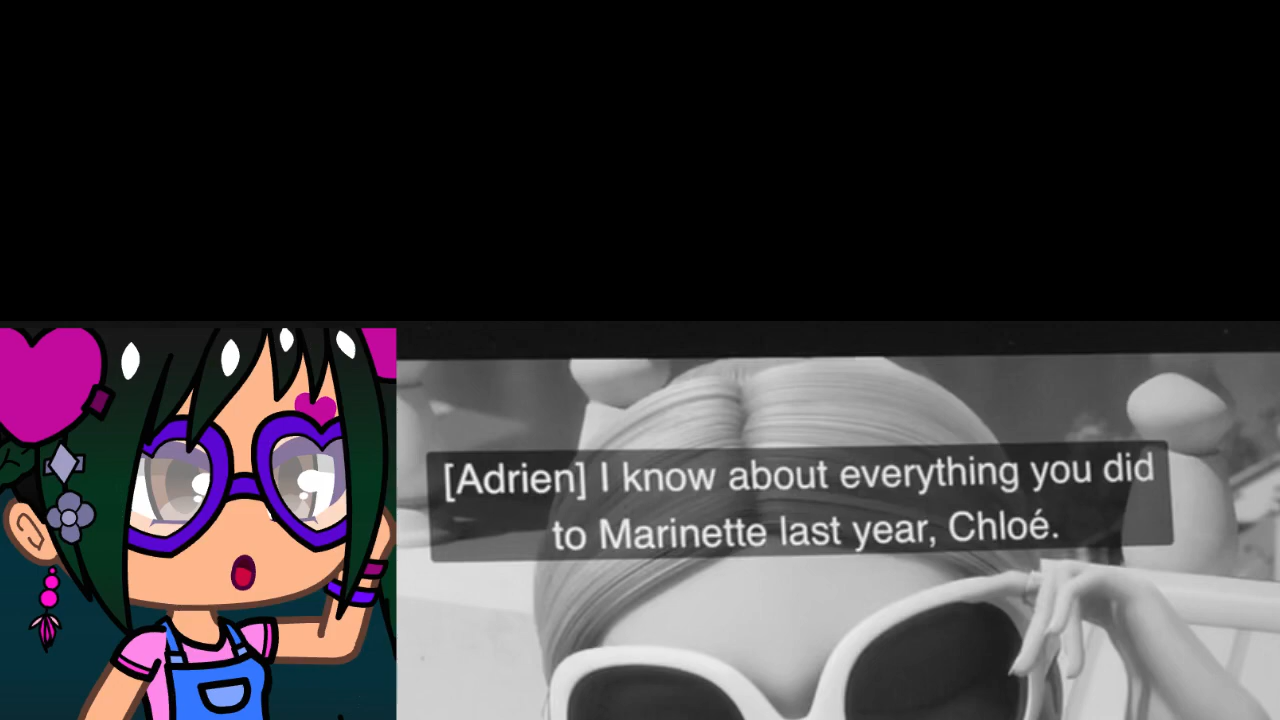 [Adrien] I know about everything you did
to Marinette last year, Chloé.